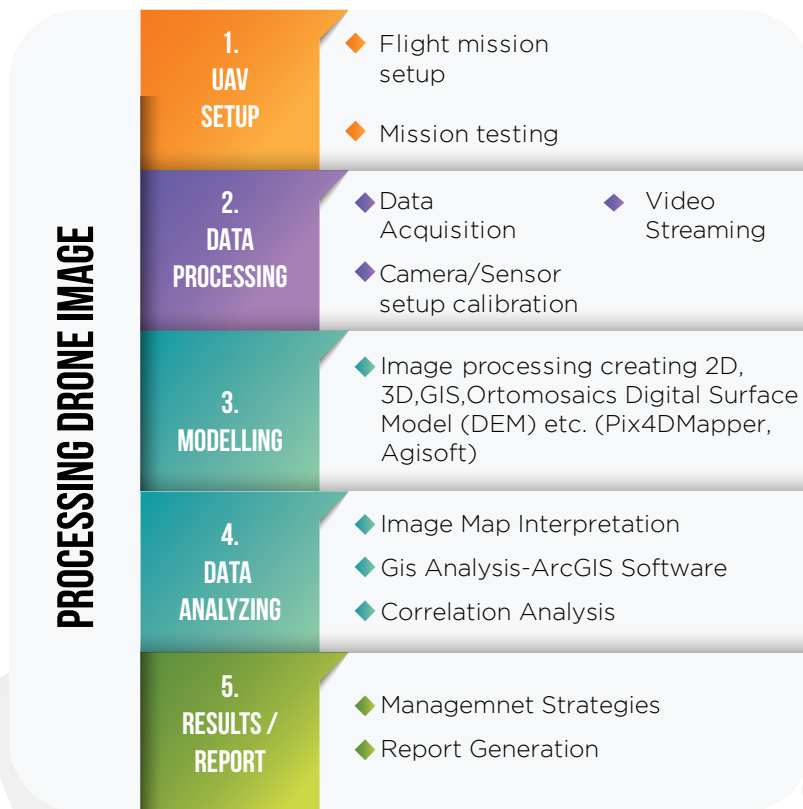 PROCESSING DRONE IMAGE
1.
UAV
SETUP
Flight mission
setup
Mission testing
2.
DATA
PROCESSING
Data
Acquisition
Camera/Sensor
setup calibration
Video
Streaming
3.
MODELLING
Image processing creating 2D,
3D,GIS,Ortomosaics Digital Surface
Model (DEM) etc. (Pix4DMapper,
Agisoft)
4.
DATA
ANALYZING
Image Map Interpretation
Gis Analysis-ArcGIS Software
Correlation Analysis
5.
RESULTS /
REPORT
Managemnet Strategies
Report Generation